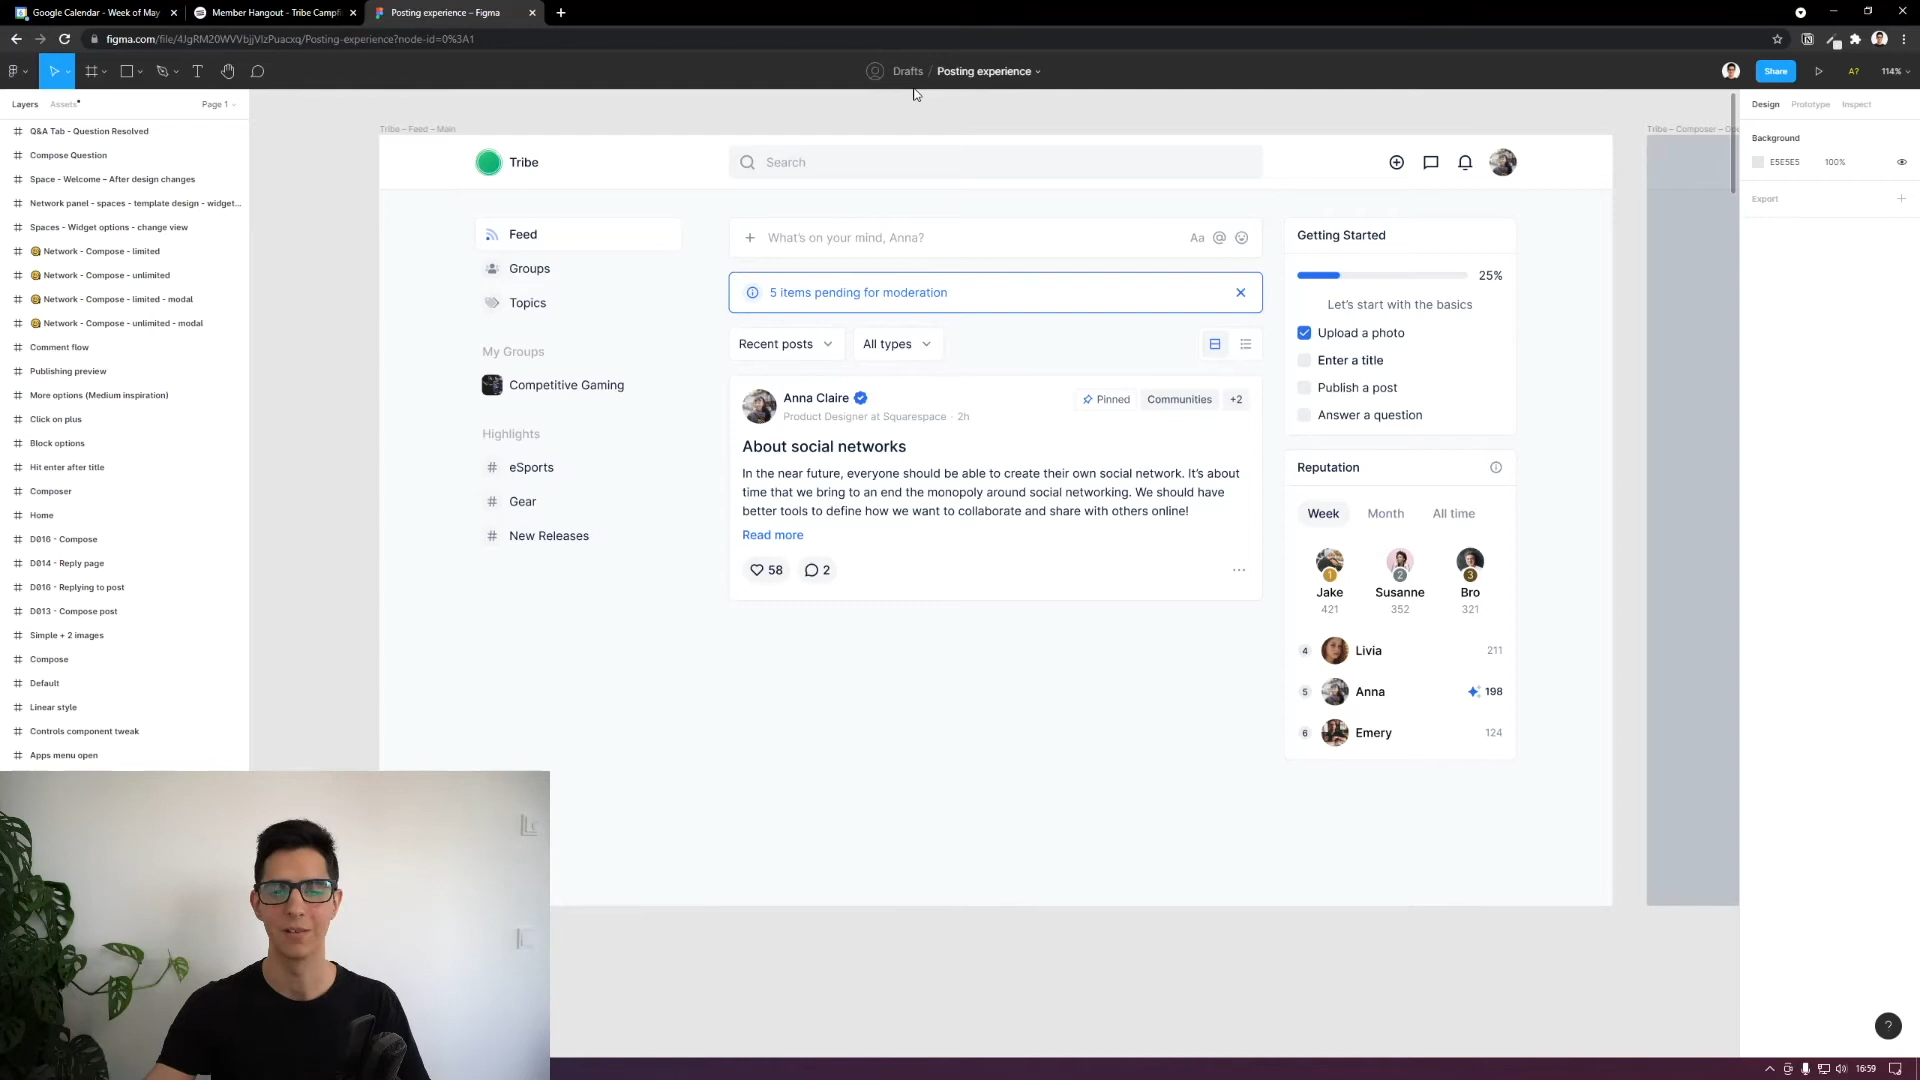 Google Calendar - Week of May
Member Hangout - Tribe Campfi
Posting experience – Figma
figma.com/file/4JgRM20WVVbjjVlzPuacxq/Posting-experience?node-id=0%3A1
Drafts / Posting experience
Share
A?
114%
Layers
Assets
Page 1
Q&A Tab - Question Resolved
Compose Question
Space - Welcome – After design changes
Network panel - spaces - template design - widget...
Spaces - Widget options - change view
Network - Compose - limited
Network - Compose - unlimited
Network - Compose - limited - modal
Network - Compose - unlimited - modal
Comment flow
Publishing preview
More options (Medium inspiration)
Click on plus
Block options
Hit enter after title
Composer
Home
D016 - Compose
D014 - Reply page
D016 - Replying to post
D013 - Compose post
Simple + 2 images
Compose
Default
Linear style
Controls component tweak
Apps menu open
Tribe – Feed – Main
Tribe
Search
Feed
Groups
Topics
My Groups
Competitive Gaming
Highlights
# eSports
# Gear
# New Releases
What's on your mind, Anna?
Aa
5 items pending for moderation
Recent posts
All types
Anna Claire
Product Designer at Squarespace · 2h
Pinned
Communities
+2
About social networks
In the near future, everyone should be able to create their own social network. It's about
time that we bring to an end the monopoly around social networking. We should have
better tools to define how we want to collaborate and share with others online!
Read more
58
2
Getting Started
25%
Let's start with the basics
Upload a photo
Enter a title
Publish a post
Answer a question
Reputation
Week
Month
All time
1
2
3
Jake
Susanne
Bro
421
352
321
4 Livia 211
5 Anna 198
6 Emery 124
Tribe – Composer – De
Design
Prototype
Inspect
Background
E5E5E5
100%
Export
?
16:59